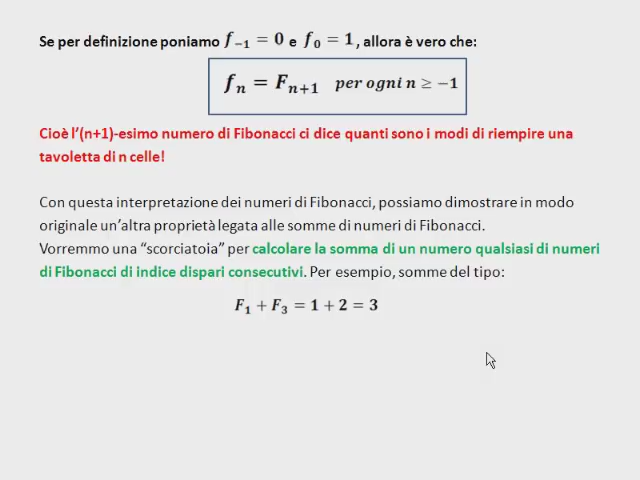 Se per definizione poniamo f₋₁ = 0 e f₀ = 1, allora è vero che:
fₙ = Fₙ₊₁ per ogni n ≥ −1
Cioè l’(n+1)-esimo numero di Fibonacci ci dice quanti sono i modi di riempire una
tavoletta di n celle!
Con questa interpretazione dei numeri di Fibonacci, possiamo dimostrare in modo
originale un’altra proprietà legata alle somme di numeri di Fibonacci.
Vorremmo una “scorciatoia” per calcolare la somma di un numero qualsiasi di numeri
di Fibonacci di indice dispari consecutivi. Per esempio, somme del tipo:
F₁ + F₃ = 1 + 2 = 3